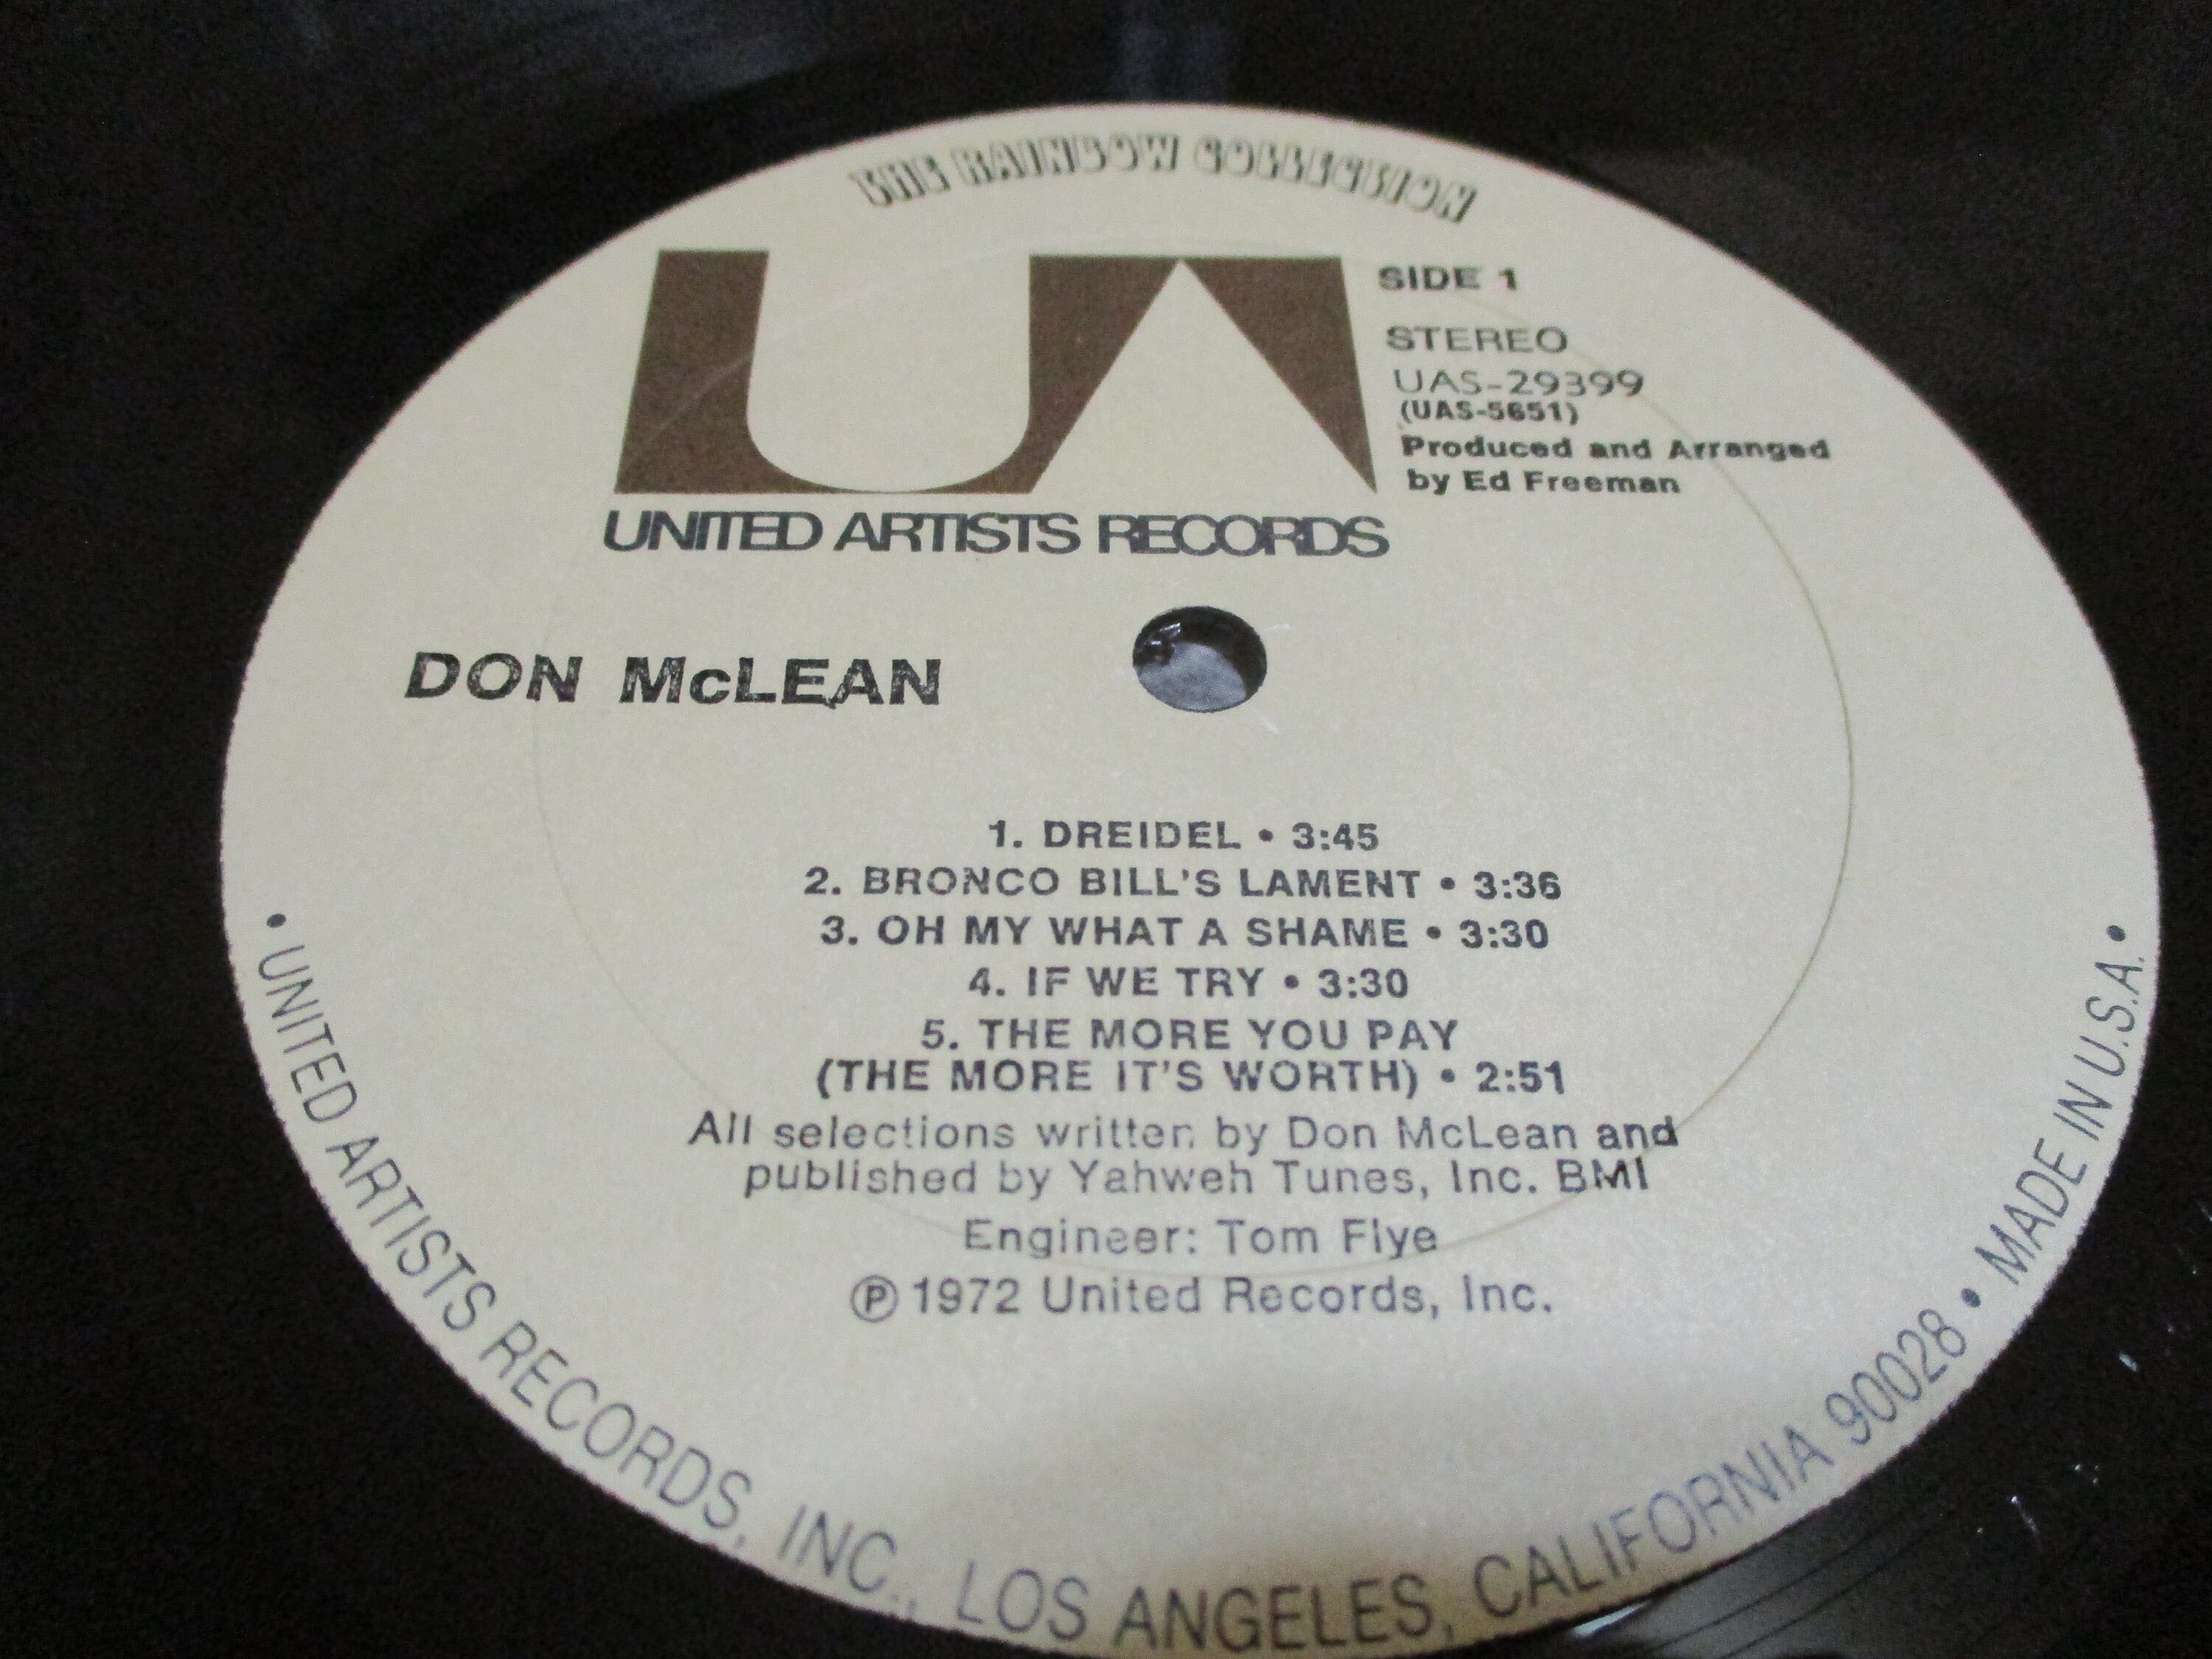 THE RAINBOW COLLECTION
UA
SIDE 1
STEREO
UAS-29399
(UAS-5651)
Produced and Arranged
by Ed Freeman
UNITED ARTISTS RECORDS
DON McLEAN
1. DREIDEL • 3:45
2. BRONCO BILL'S LAMENT • 3:36
3. OH MY WHAT A SHAME • 3:30
4. IF WE TRY • 3:30
5. THE MORE YOU PAY
(THE MORE IT'S WORTH) • 2:51
All selections written by Don McLean and
published by Yahweh Tunes, Inc. BMI
Engineer: Tom Flye
Ⓟ 1972 United Records, Inc.
• UNITED ARTISTS RECORDS, INC., LOS ANGELES, CALIFORNIA 90028 • MADE IN U.S.A. •